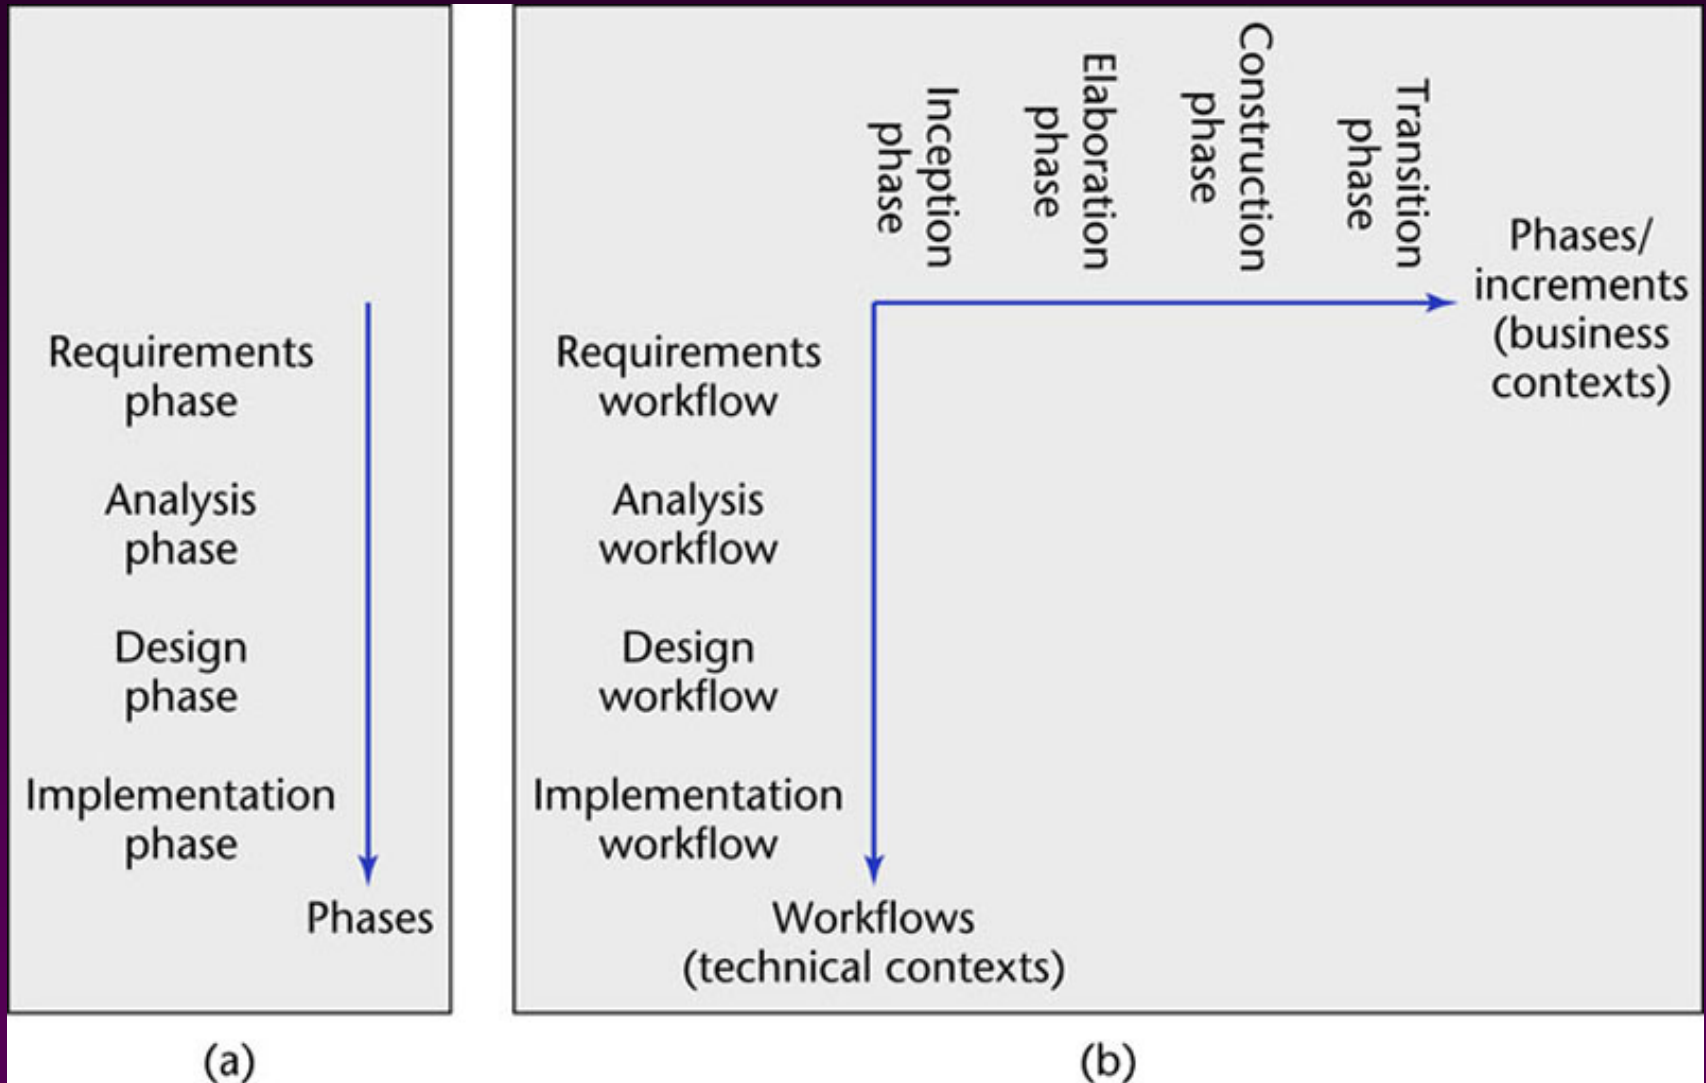 Requirements
phase
Analysis
phase
Design
phase
Implementation
phase
Phases
(a)
Inception
phase
Elaboration
phase
Construction
phase
Transition
phase
Phases/
increments
(business
contexts)
Requirements
workflow
Analysis
workflow
Design
workflow
Implementation
workflow
Workflows
(technical contexts)
(b)